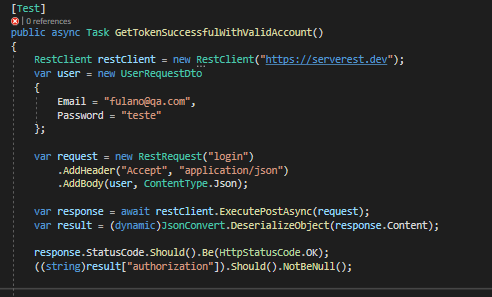 [Test]
| 0 references
public async Task GetTokenSuccessfulWithValidAccount()
{
RestClient restClient = new RestClient("https://serverest.dev");
var user = new UserRequestDto
{
Email = "fulano@qa.com",
Password = "teste"
};
var request = new RestRequest("login")
.AddHeader("Accept", "application/json")
.AddBody(user, ContentType.Json);
var response = await restClient.ExecutePostAsync(request);
var result = (dynamic)JsonConvert.DeserializeObject(response.Content);
response.StatusCode.Should().Be(HttpStatusCode.OK);
((string)result["authorization"]).Should().NotBeNull();